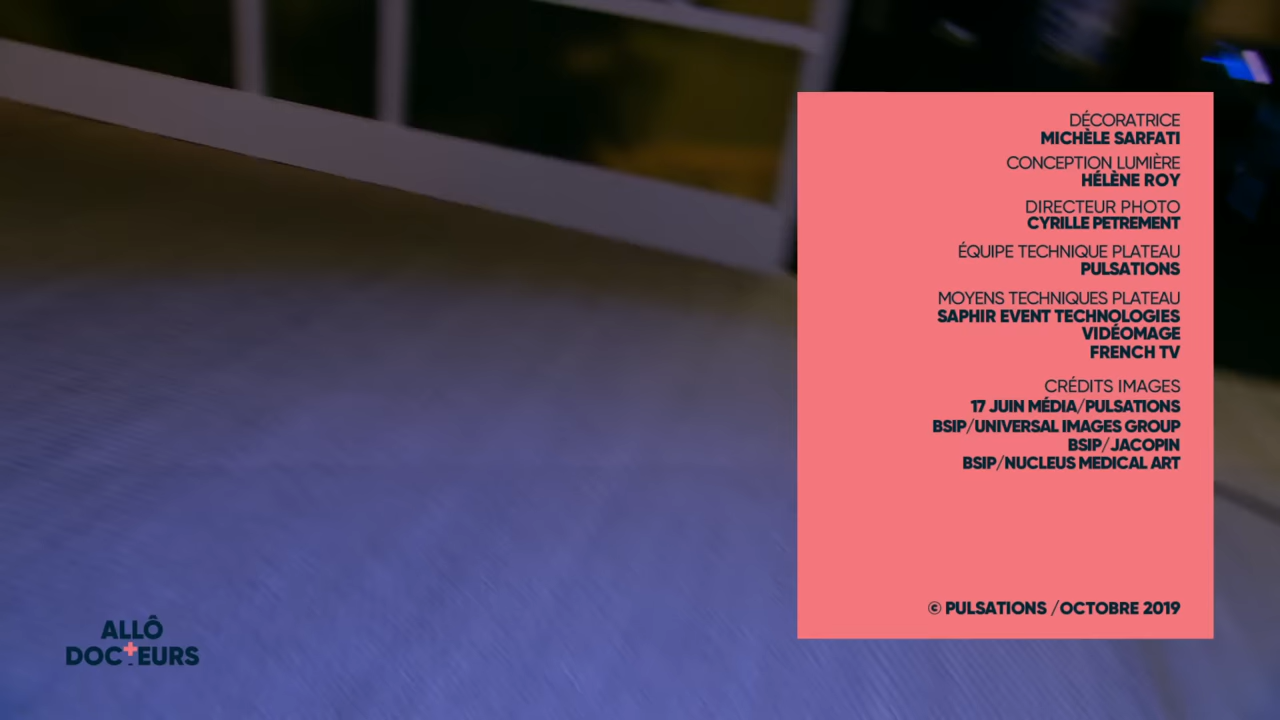 DÉCORATRICE
MICHÈLE SARFATI
CONCEPTION LUMIÈRE
HÉLÈNE ROY
DIRECTEUR PHOTO
CYRILLE PETREMENT
ÉQUIPE TECHNIQUE PLATEAU
PULSATIONS
MOYENS TECHNIQUES PLATEAU
SAPHIR EVENT TECHNOLOGIES
VIDÉOMAGE
FRENCH TV
CRÉDITS IMAGES
17 JUIN MÉDIA/PULSATIONS
BSIP/UNIVERSAL IMAGES GROUP
BSIP/JACOPIN
BSIP/NUCLEUS MEDICAL ART
© PULSATIONS /OCTOBRE 2019
ALLÔ
DOCTEURS